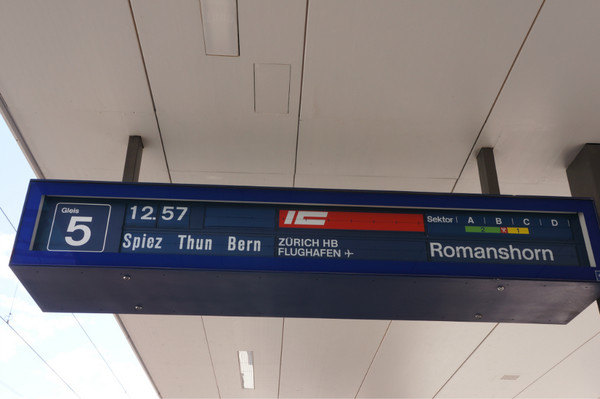 Gleis
5
12.57
Spiez Thun Bern
IC
ZÜRICH HB
FLUGHAFEN
Sektor | A | B | C | D |
2 1
Romanshorn